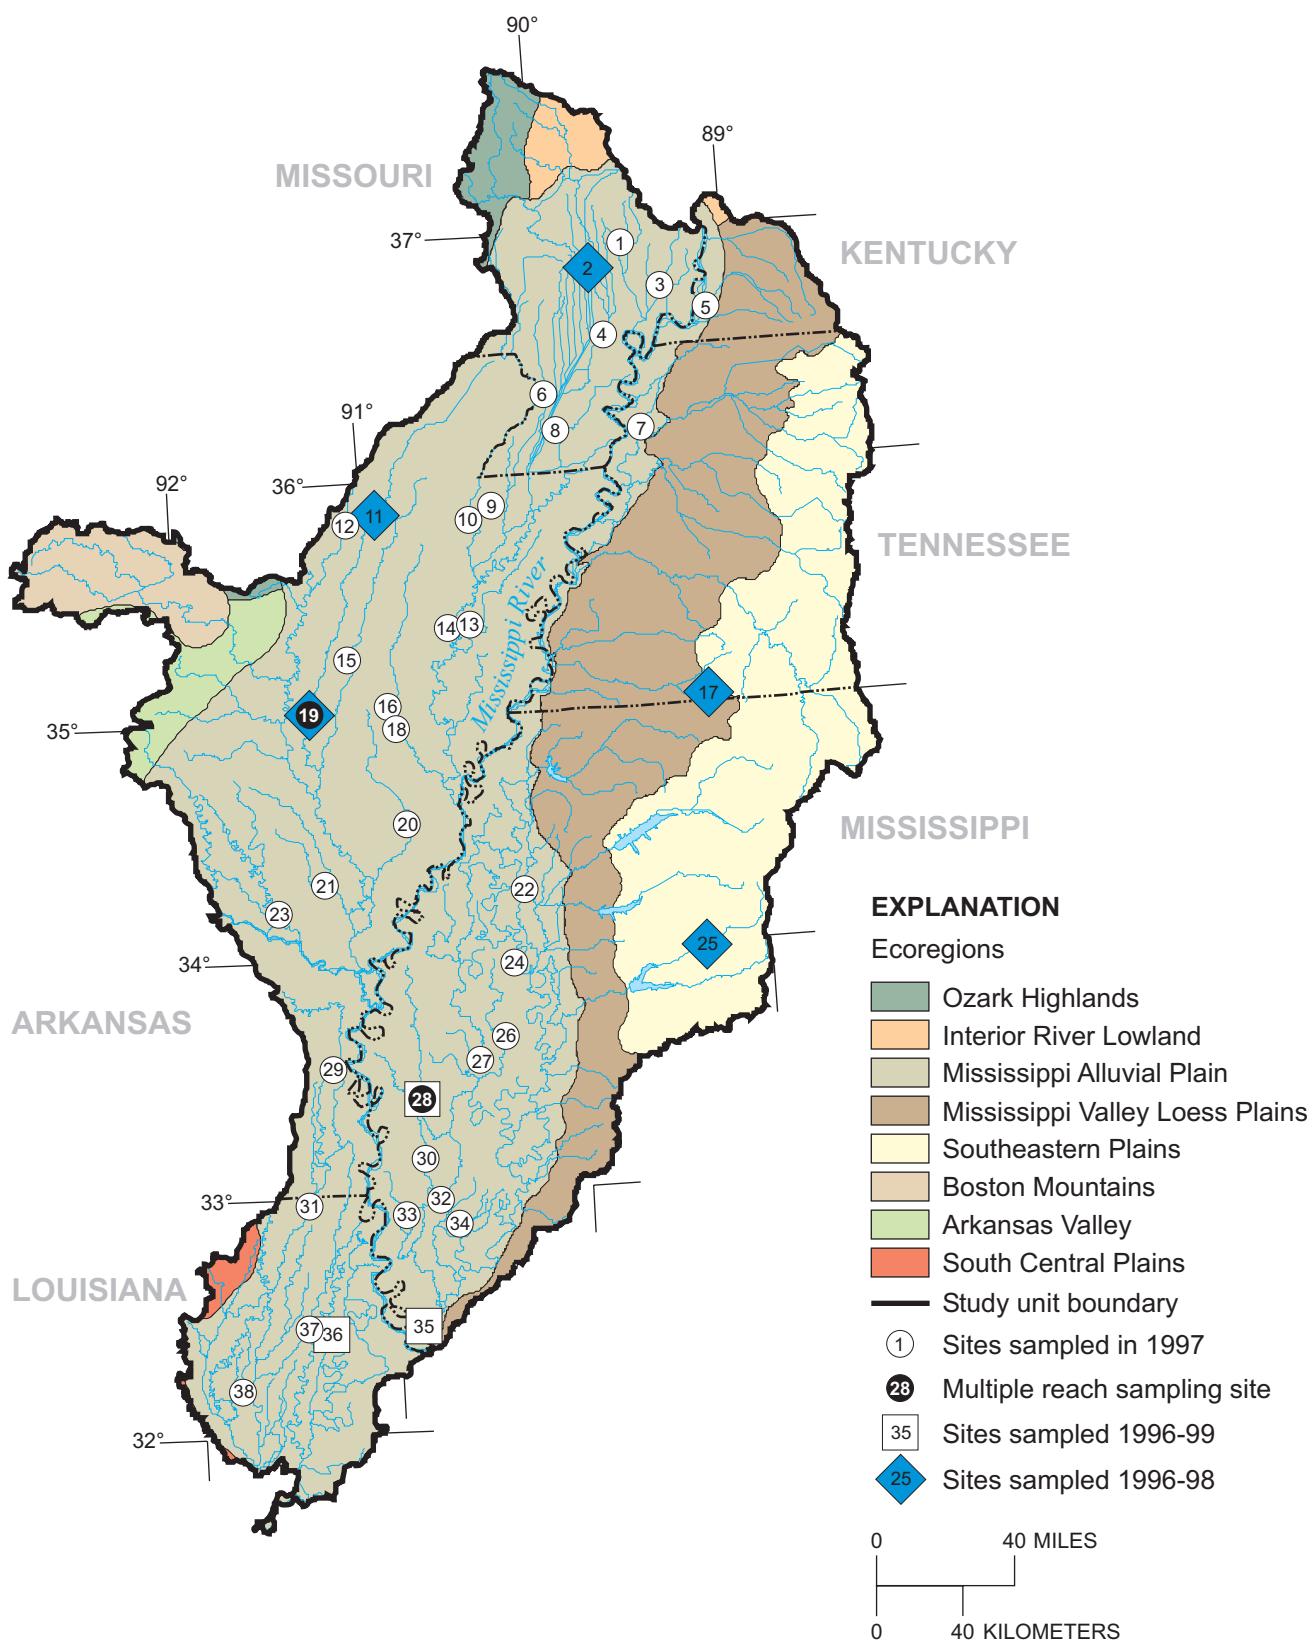 90°
89°
MISSOURI
37°
KENTUCKY
1
2
3
5
4
6
91°
7
8
36°
92°
9
11
10
12
TENNESSEE
Mississippi River
13
14
15
17
16
19
18
35°
MISSISSIPPI
20
21
22
23
25
24
34°
ARKANSAS
26
27
29
28
30
33°
31
32
33
34
LOUISIANA
35
37
36
38
32°
EXPLANATION
Ecoregions
Ozark Highlands
Interior River Lowland
Mississippi Alluvial Plain
Mississippi Valley Loess Plains
Southeastern Plains
Boston Mountains
Arkansas Valley
South Central Plains
Study unit boundary
1 Sites sampled in 1997
28 Multiple reach sampling site
35 Sites sampled 1996-99
25 Sites sampled 1996-98
0 40 MILES
0 40 KILOMETERS